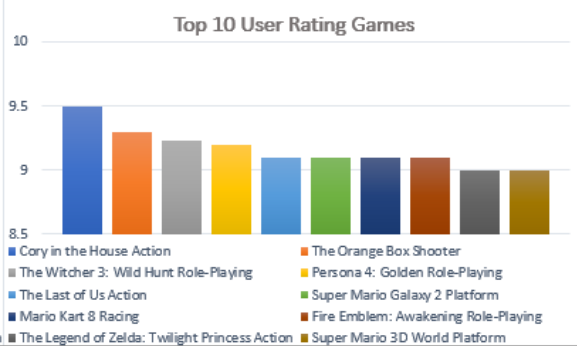 Top 10 User Rating Games
10
9.5
9
8.5
Cory in the House Action
The Orange Box Shooter
The Witcher 3: Wild Hunt Role-Playing
Persona 4: Golden Role-Playing
The Last of Us Action
Super Mario Galaxy 2 Platform
Mario Kart 8 Racing
Fire Emblem: Awakening Role-Playing
The Legend of Zelda: Twilight Princess Action
Super Mario 3D World Platform